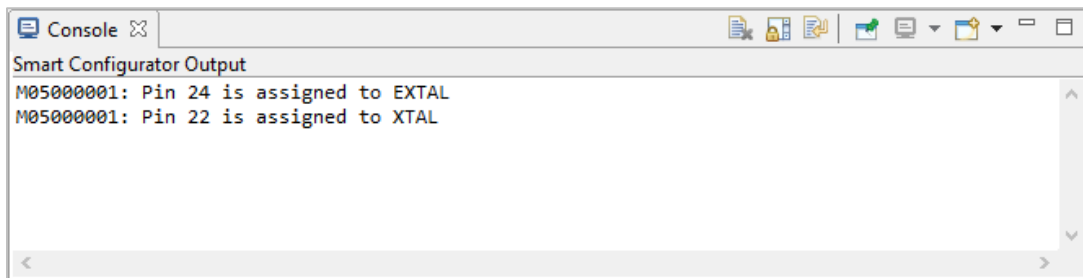 Console
Smart Configurator Output
M05000001: Pin 24 is assigned to EXTAL
M05000001: Pin 22 is assigned to XTAL